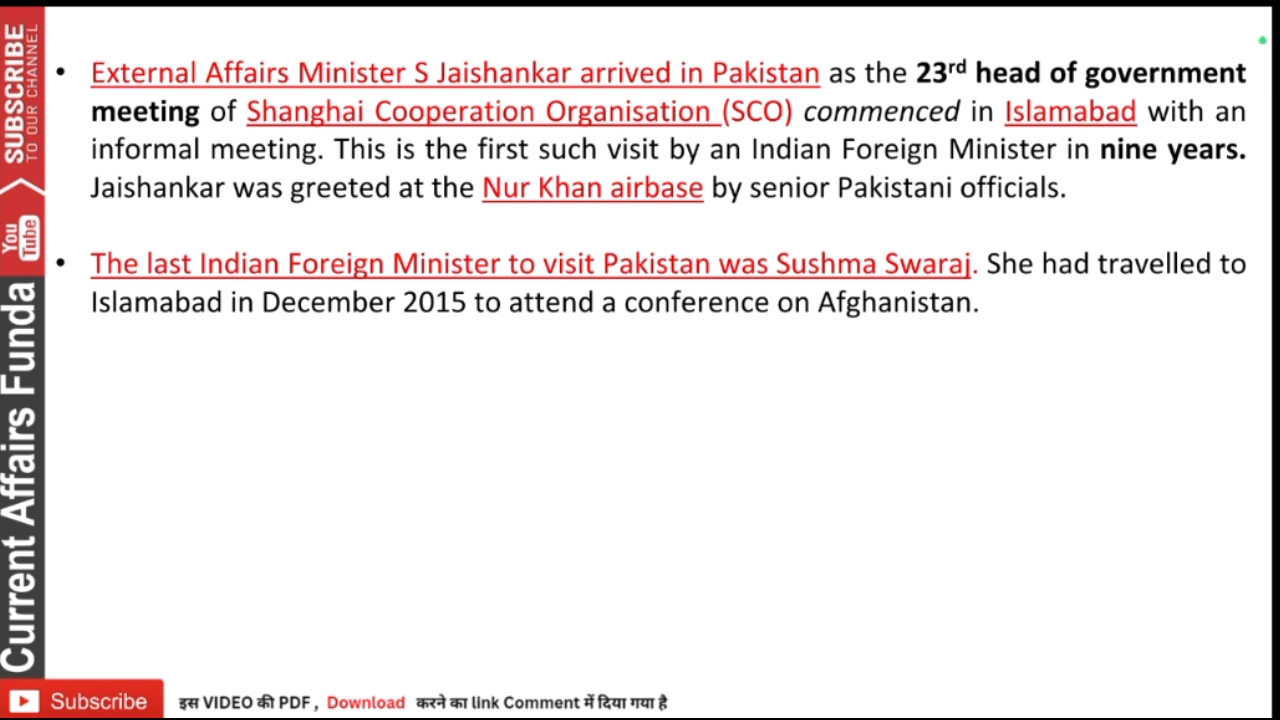 • External Affairs Minister S Jaishankar arrived in Pakistan as the 23rd head of government
meeting of Shanghai Cooperation Organisation (SCO) commenced in Islamabad with an
informal meeting. This is the first such visit by an Indian Foreign Minister in nine years.
Jaishankar was greeted at the Nur Khan airbase by senior Pakistani officials.
• The last Indian Foreign Minister to visit Pakistan was Sushma Swaraj. She had travelled to
Islamabad in December 2015 to attend a conference on Afghanistan.
SUBSCRIBE
TO OUR CHANNEL
You
Tube
Current Affairs Funda
Subscribe
इस VIDEO की PDF , Download करने का link Comment में दिया गया है